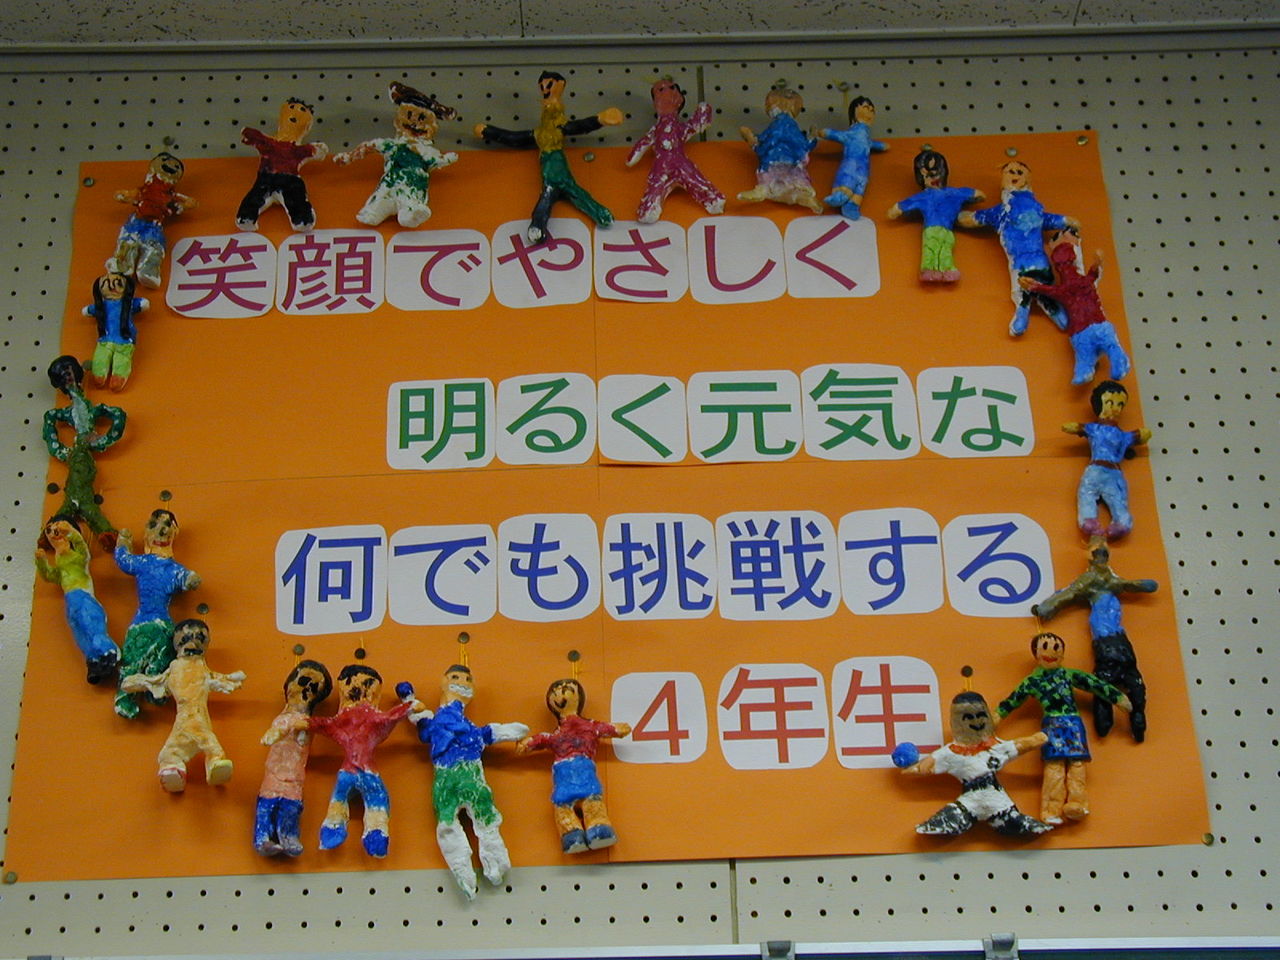 笑顔でやさしく
明るく元気な
何でも挑戦する
4年生